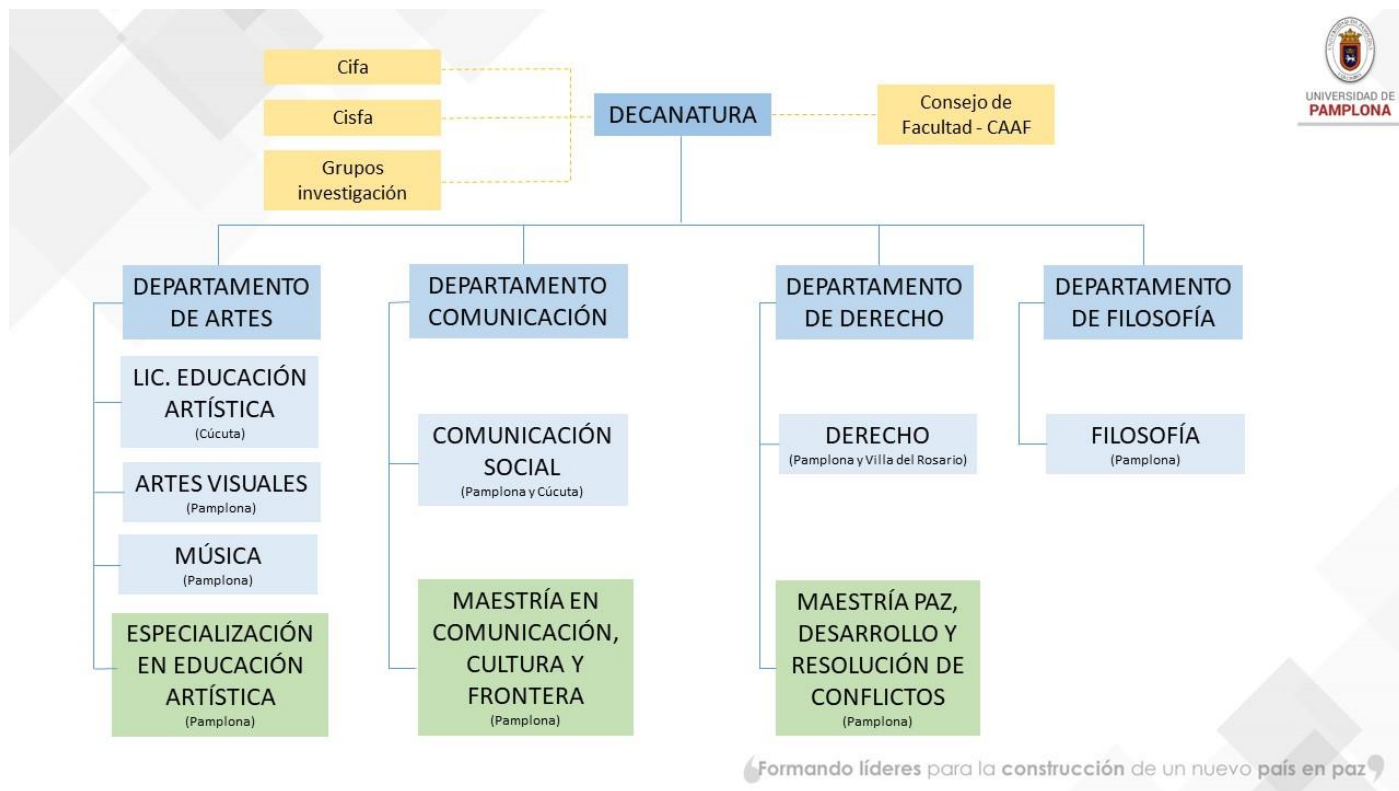 Cifa
Cisfa
Grupos
investigación
DECANATURA
Consejo de
Facultad - CAAF
UNIVERSIDAD DE
PAMPLONA
DEPARTAMENTO
DE ARTES
LIC. EDUCACIÓN
ARTÍSTICA
(Cúcuta)
ARTES VISUALES
(Pamplona)
MÚSICA
(Pamplona)
ESPECIALIZACIÓN
EN EDUCACIÓN
ARTÍSTICA
(Pamplona)
DEPARTAMENTO
COMUNICACIÓN
COMUNICACIÓN
SOCIAL
(Pamplona y Cúcuta)
MAESTRÍA EN
COMUNICACIÓN,
CULTURA Y
FRONTERA
(Pamplona)
DEPARTAMENTO
DE DERECHO
DERECHO
(Pamplona y Villa del Rosario)
MAESTRÍA PAZ,
DESARROLLO Y
RESOLUCIÓN DE
CONFLICTOS
(Pamplona)
DEPARTAMENTO
DE FILOSOFÍA
FILOSOFÍA
(Pamplona)
Formando líderes para la construcción de un nuevo país en paz